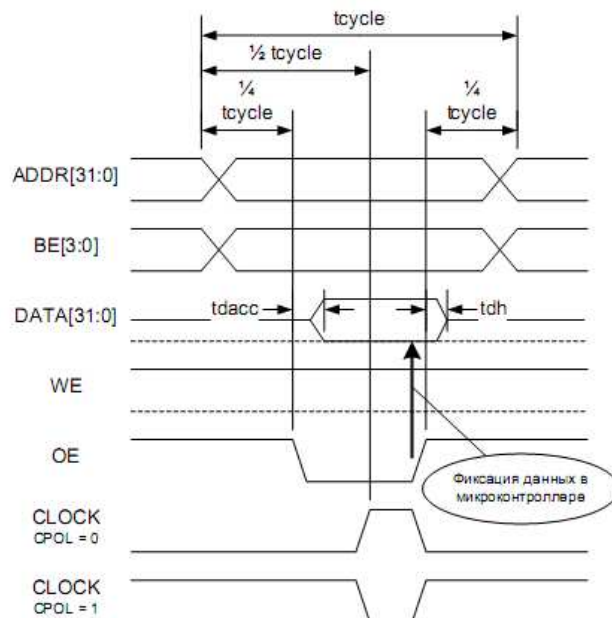 tcycle
½ tcycle
¼
tcycle
¼
tcycle
ADDR[31:0]
BE[3:0]
DATA[31:0]
tdacc
tdh
WE
OE
Фиксация данных в
микроконтроллере
CLOCK
CPOL = 0
CLOCK
CPOL = 1